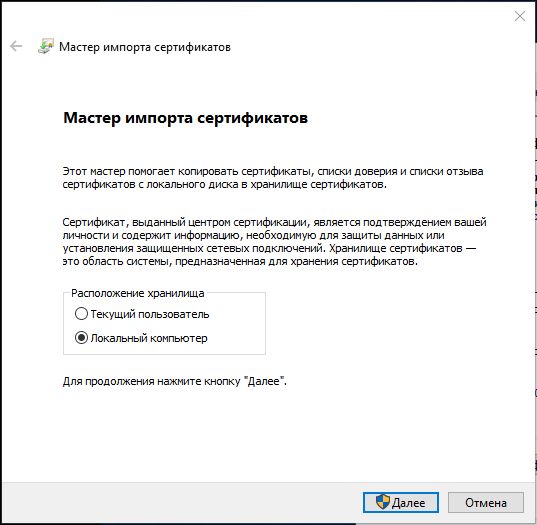 Мастер импорта сертификатов
Мастер импорта сертификатов
Этот мастер помогает копировать сертификаты, списки доверия и списки отзыва
сертификатов с локального диска в хранилище сертификатов.
Сертификат, выданный центром сертификации, является подтверждением вашей
личности и содержит информацию, необходимую для защиты данных или
установления защищенных сетевых подключений. Хранилище сертификатов —
это область системы, предназначенная для хранения сертификатов.
Расположение хранилища
Текущий пользователь
Локальный компьютер
Для продолжения нажмите кнопку "Далее".
Далее
Отмена